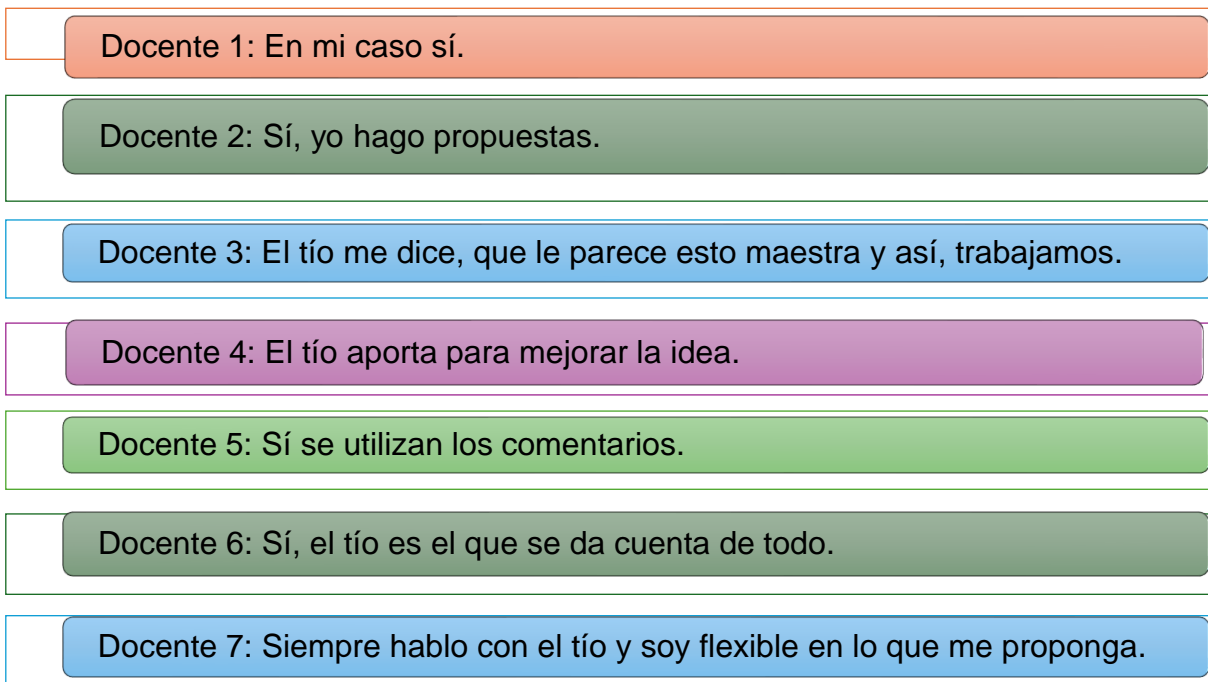 Docente 1: En mi caso sí.
Docente 2: Sí, yo hago propuestas.
Docente 3: El tío me dice, que le parece esto maestra y así, trabajamos.
Docente 4: El tío aporta para mejorar la idea.
Docente 5: Sí se utilizan los comentarios.
Docente 6: Sí, el tío es el que se da cuenta de todo.
Docente 7: Siempre hablo con el tío y soy flexible en lo que me proponga.